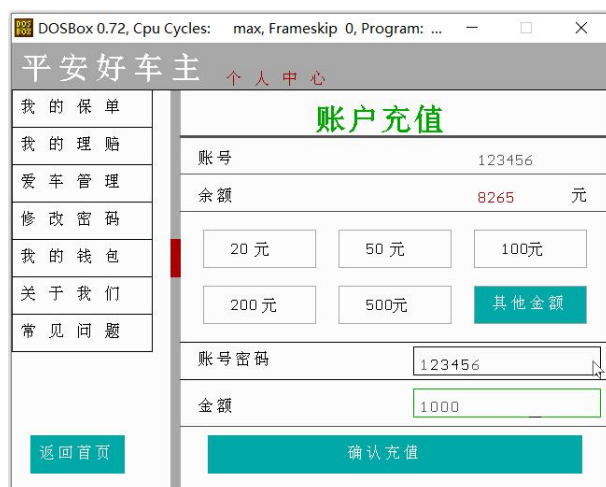 DOSBox 0.72, Cpu Cycles: max, Frameskip 0, Program: ...
平安好车主 个人中心
我的保单
我的理赔
爱车管理
修改密码
我的钱包
关于我们
常见问题
返回首页
账户充值
账号 123456
余额 8265 元
20元 50元 100元
200元 500元 其他金额
账号密码 123456
金额 1000
确认充值